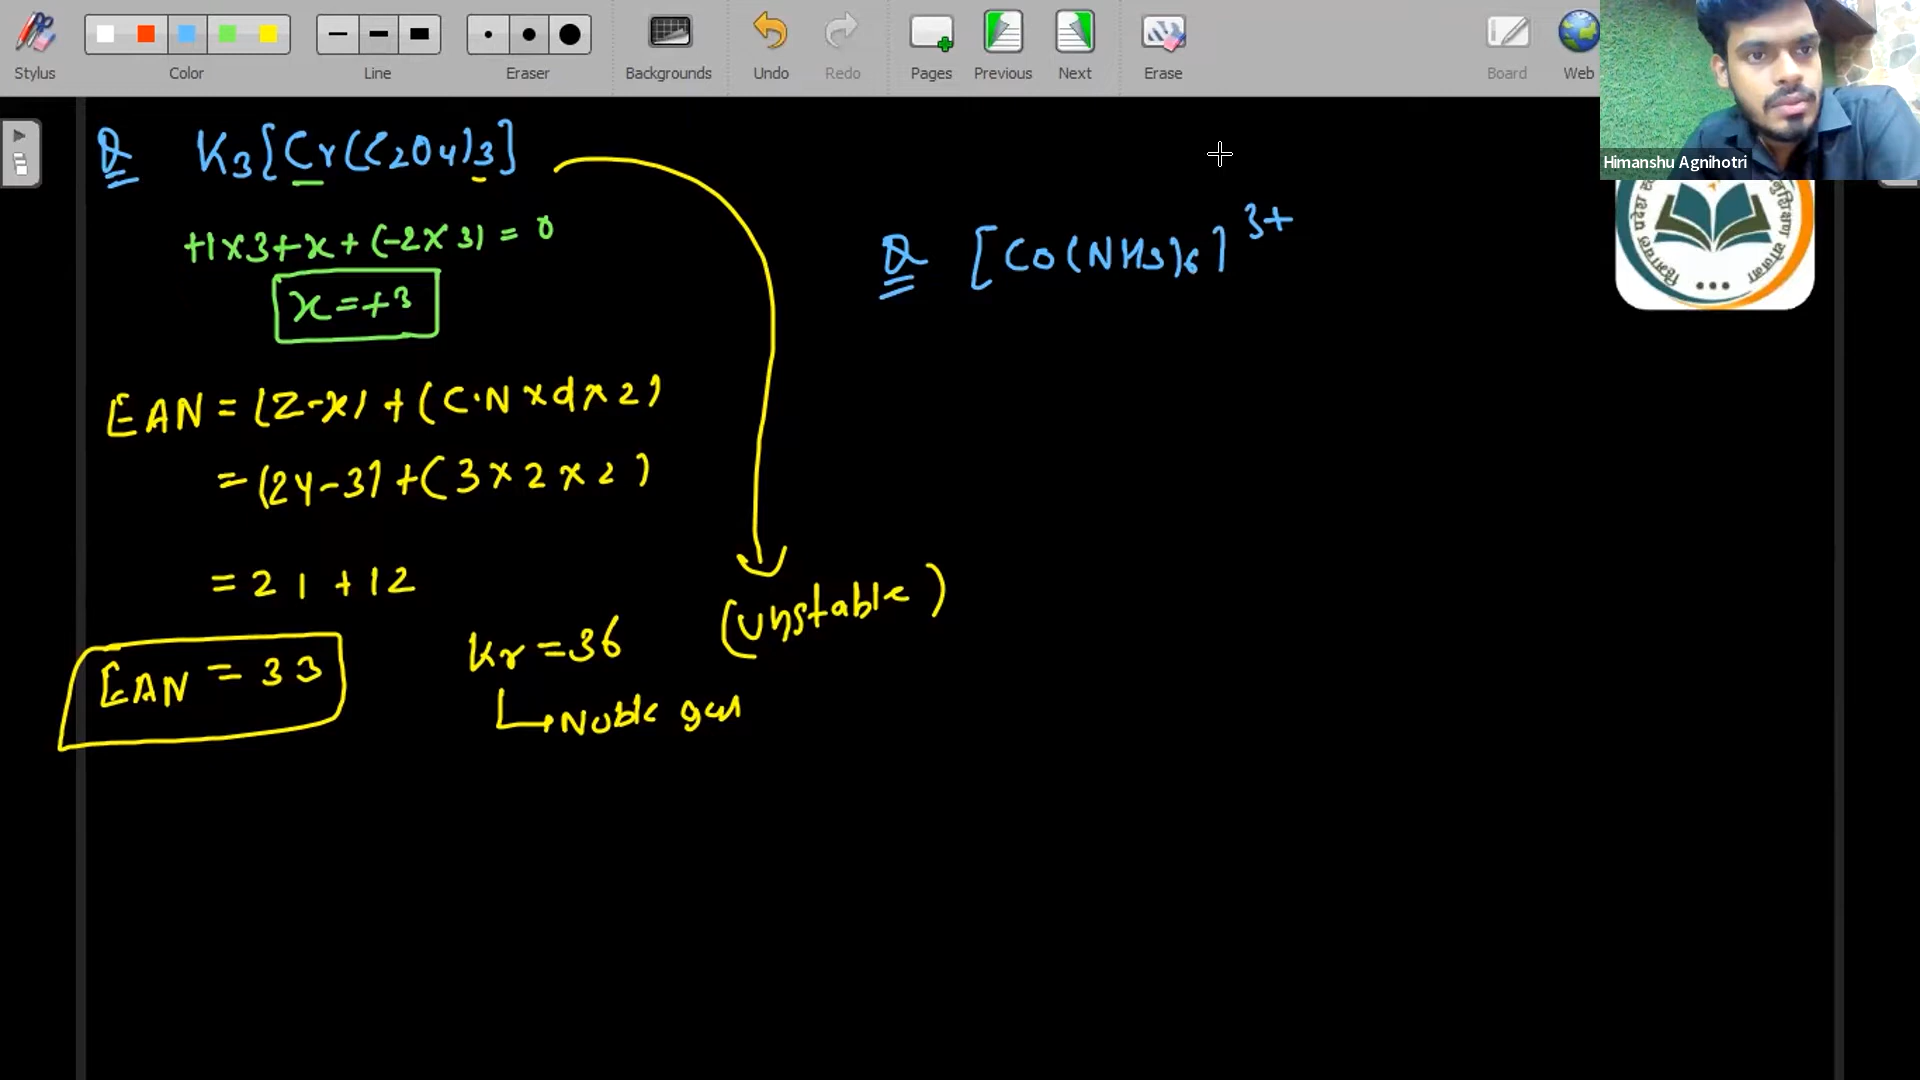 Stylus
Color
Line
Eraser
Backgrounds
Undo
Redo
Pages
Previous
Next
Erase
Board
Web
Himanshu Agnihotri
Q K3[Cr(C2O4)3]
+1×3+x+(-2×3) = 0
x=+3
EAN = (Z-x) + (C.N×d×2)
= (24-3)+(3×2×2)
= 21+12
EAN = 33
Kr = 36
Noble gas
(Unstable)
Q [Co(NH3)6]3+